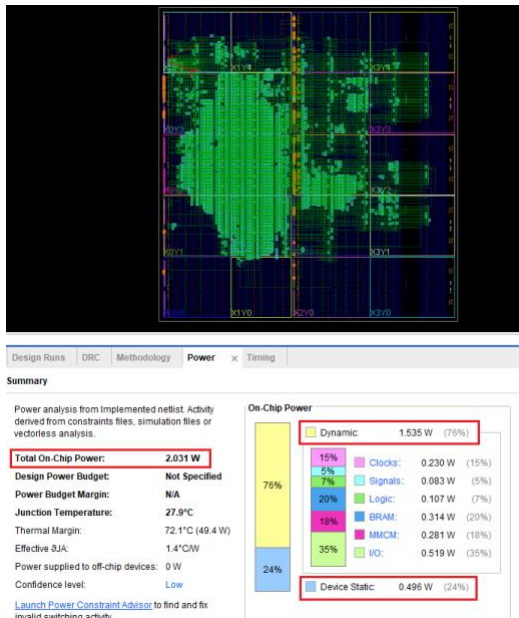 X1Y4
X3Y4
X0Y3
X3Y3
X3Y2
X0Y1
X3Y1
X1Y0
X2Y0
X3Y0
Design Runs DRC Methodology Power × Timing
Summary
Power analysis from Implemented netlist. Activity
derived from constraints files, simulation files or
vectorless analysis.
Total On-Chip Power: 2.031 W
Design Power Budget: Not Specified
Power Budget Margin: N/A
Junction Temperature: 27.9°C
Thermal Margin: 72.1°C (49.4 W)
Effective ϑJA: 1.4°C/W
Power supplied to off-chip devices: 0 W
Confidence level: Low
Launch Power Constraint Advisor to find and fix
invalid switching activity
On-Chip Power
76%
24%
Dynamic: 1.535 W (76%)
15% Clocks: 0.230 W (15%)
5% Signals: 0.083 W (5%)
7% Logic: 0.107 W (7%)
20% BRAM: 0.314 W (20%)
18% MMCM: 0.281 W (18%)
35% I/O: 0.519 W (35%)
Device Static: 0.496 W (24%)